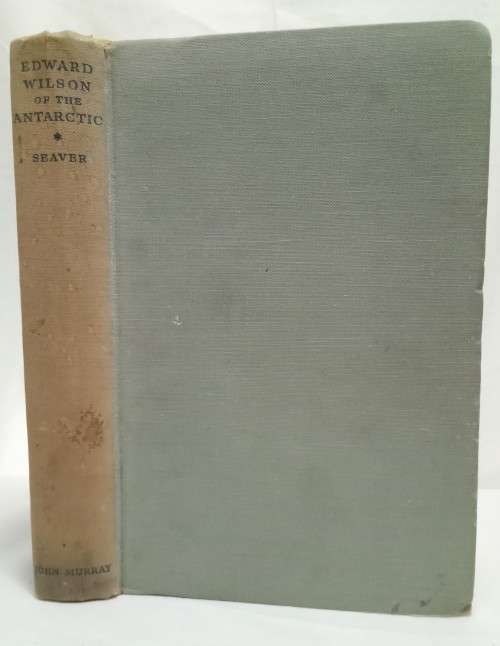 EDWARD
WILSON
OF THE
ANTARCTIC
*
SEAVER
JOHN MURRAY